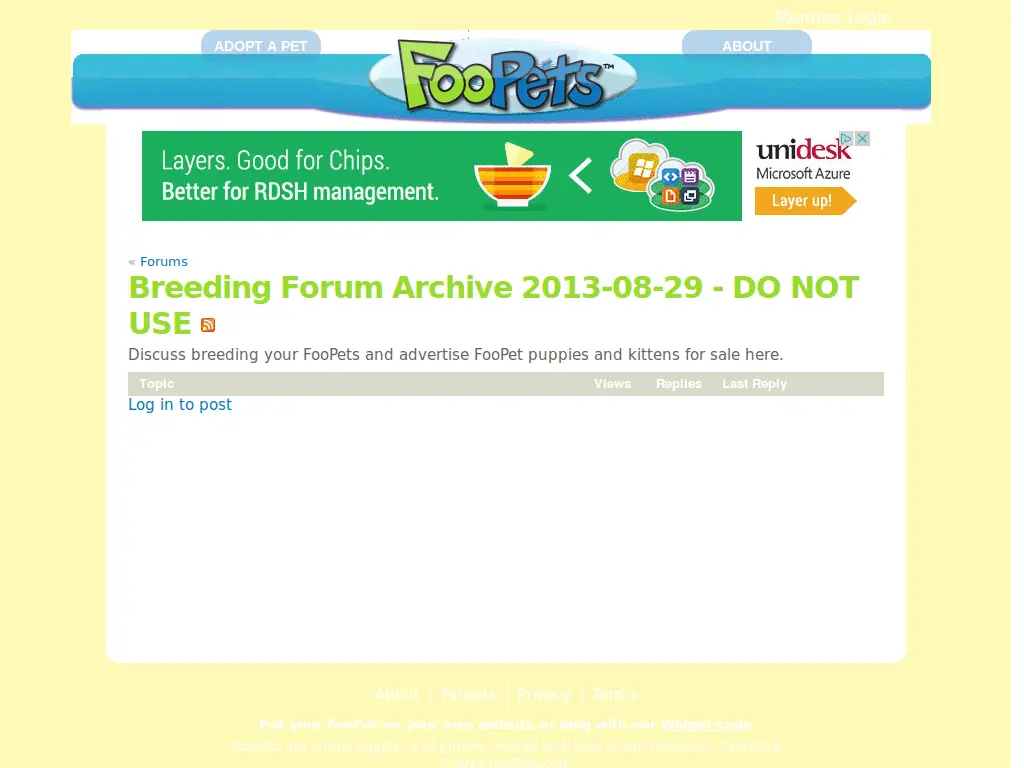 Member Login
ADOPT A PET
FooPets™
ABOUT
Layers. Good for Chips.
Better for RDSH management.
unidesk
Microsoft Azure
Layer up!
« Forums
Breeding Forum Archive 2013-08-29 - DO NOT
USE
Discuss breeding your FooPets and advertise FooPet puppies and kittens for sale here.
Topic Views Replies Last Reply
Log in to post
About | Parents | Privacy | Terms
Put your FooPet on your own website or blog with our Widget code
FooPets are virtual puppies and kittens created with love in San Francisco, California